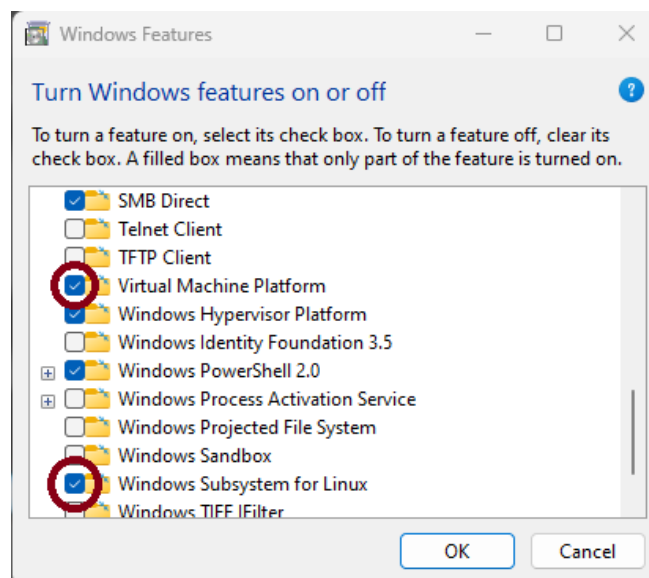 Windows Features
Turn Windows features on or off
To turn a feature on, select its check box. To turn a feature off, clear its
check box. A filled box means that only part of the feature is turned on.
SMB Direct
Telnet Client
TFTP Client
Virtual Machine Platform
Windows Hypervisor Platform
Windows Identity Foundation 3.5
Windows PowerShell 2.0
Windows Process Activation Service
Windows Projected File System
Windows Sandbox
Windows Subsystem for Linux
Windows TIFF IFilter
OK
Cancel